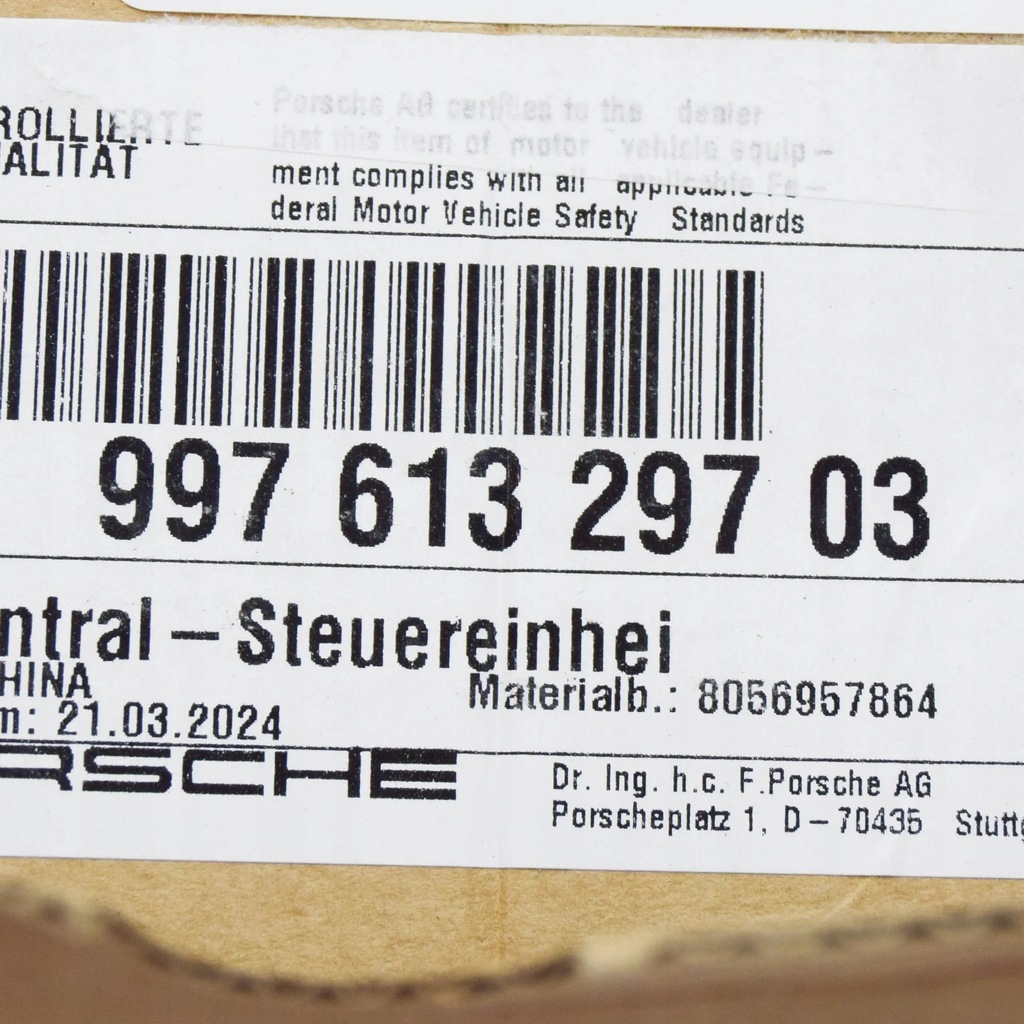 ROLLIERTE
ALITÄT
Porsche AG certifies to the dealer
that this item of motor vehicle equip–
ment complies with all applicable Fe–
deral Motor Vehicle Safety Standards
997 613 297 03
ntral – Steuereinhei
HINA
Materialb.: 8056957864
m: 21.03.2024
RSCHE
Dr. Ing. h.c. F.Porsche AG
Porscheplatz 1, D – 70435 Stuttg